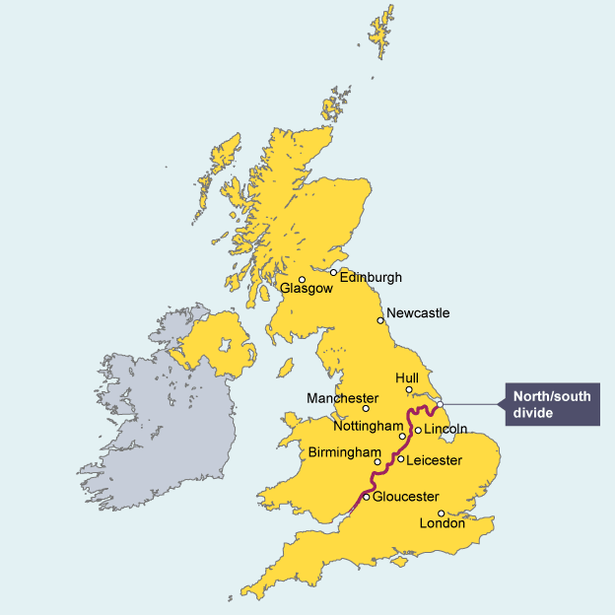 Edinburgh
Glasgow
Newcastle
Hull
North/south
divide
Manchester
Nottingham
Lincoln
Birmingham
Leicester
Gloucester
London